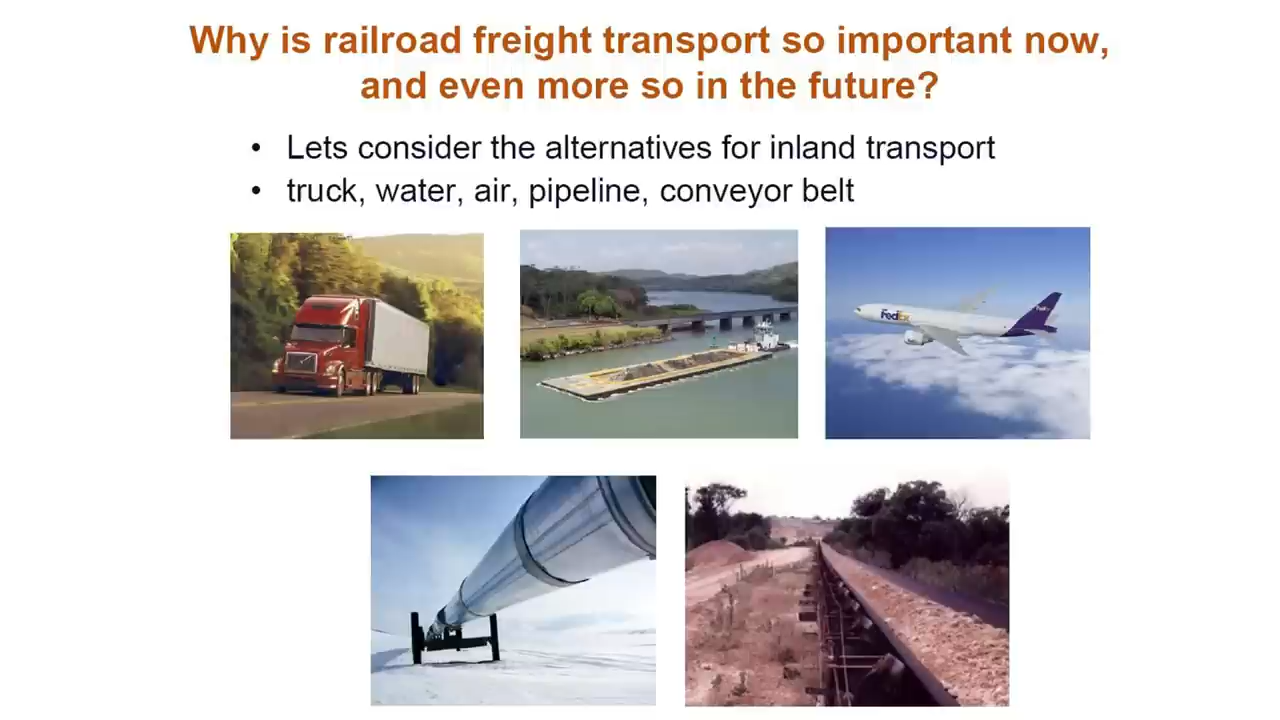 Why is railroad freight transport so important now,
and even more so in the future?
• Lets consider the alternatives for inland transport
• truck, water, air, pipeline, conveyor belt
FedEx
FedEx